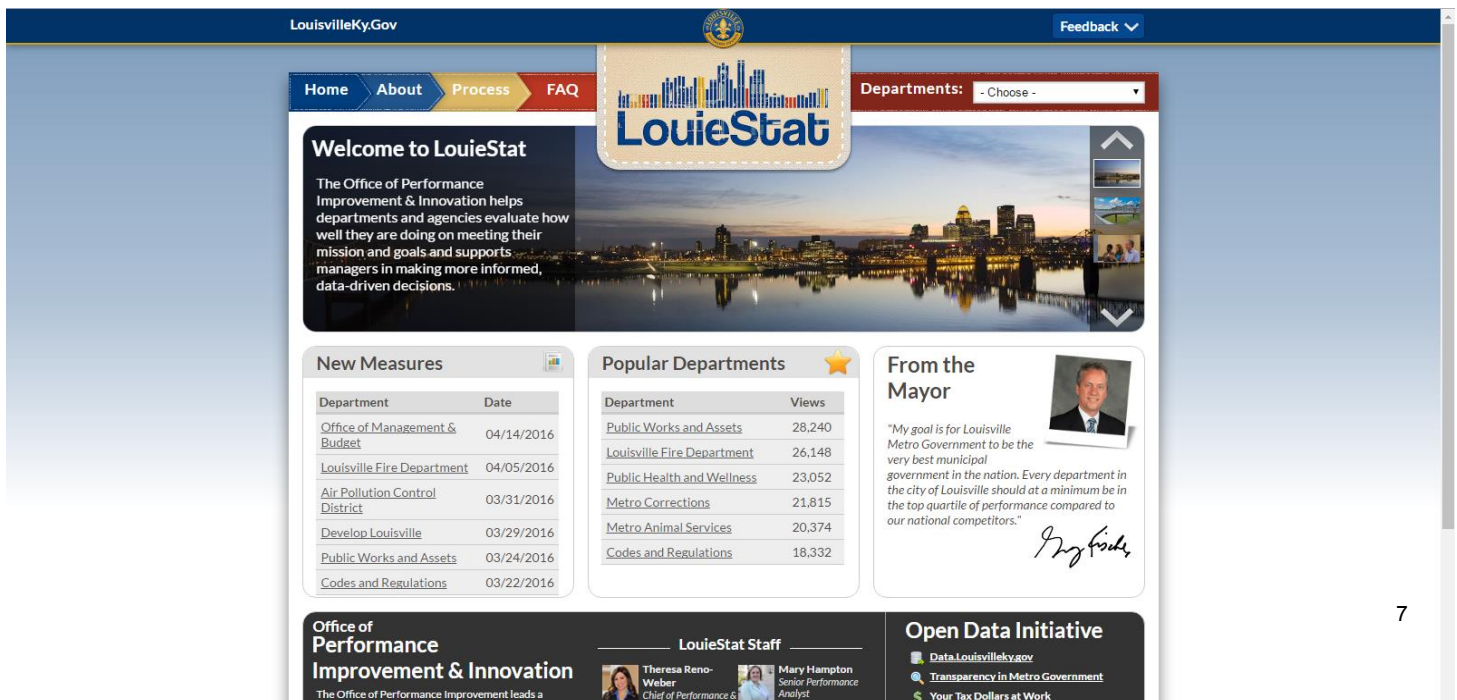 LouisvilleKy.Gov
Feedback
Home About Process FAQ
LouieStat
Departments: - Choose -
Welcome to LouieStat
The Office of Performance
Improvement & Innovation helps
departments and agencies evaluate how
well they are doing on meeting their
mission and goals and supports
managers in making more informed,
data-driven decisions.
New Measures
Department Date
Office of Management &
Budget 04/14/2016
Louisville Fire Department 04/05/2016
Air Pollution Control
District 03/31/2016
Develop Louisville 03/29/2016
Public Works and Assets 03/24/2016
Codes and Regulations 03/22/2016
Popular Departments
Department Views
Public Works and Assets 28,240
Louisville Fire Department 26,148
Public Health and Wellness 23,052
Metro Corrections 21,815
Metro Animal Services 20,374
Codes and Regulations 18,332
From the
Mayor
"My goal is for Louisville
Metro Government to be the
very best municipal
government in the nation. Every department in
the city of Louisville should at a minimum be in
the top quartile of performance compared to
our national competitors."
Greg Fischer
7
Office of
Performance
Improvement & Innovation
The Office of Performance Improvement leads a
LouieStat Staff
Theresa Reno-
Weber
Chief of Performance &
Mary Hampton
Senior Performance
Analyst
Open Data Initiative
Data.Louisvilleky.gov
Transparency in Metro Government
Your Tax Dollars at Work